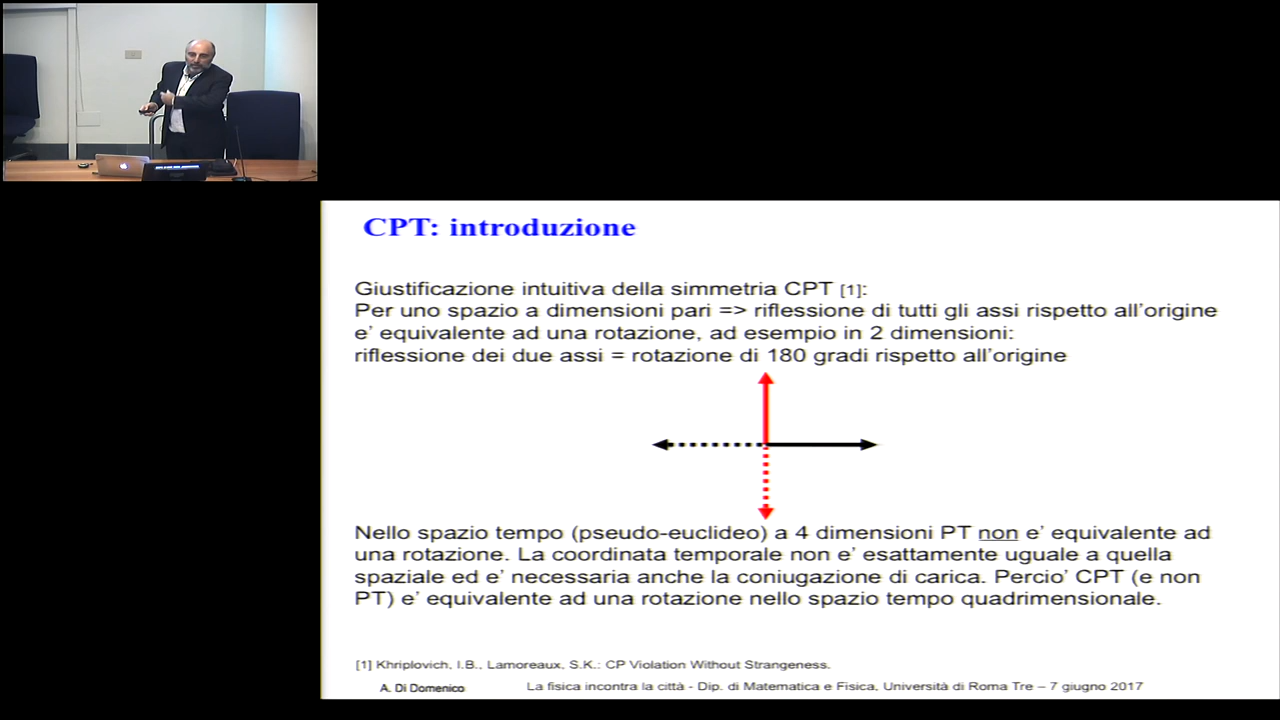 CPT: introduzione
Giustificazione intuitiva della simmetria CPT [1]:
Per uno spazio a dimensioni pari => riflessione di tutti gli assi rispetto all'origine
e' equivalente ad una rotazione, ad esempio in 2 dimensioni:
riflessione dei due assi = rotazione di 180 gradi rispetto all'origine
Nello spazio tempo (pseudo-euclideo) a 4 dimensioni PT non e' equivalente ad
una rotazione. La coordinata temporale non e' esattamente uguale a quella
spaziale ed e' necessaria anche la coniugazione di carica. Percio' CPT (e non
PT) e' equivalente ad una rotazione nello spazio tempo quadrimensionale.
[1] Khriplovich, I.B., Lamoreaux, S.K.: CP Violation Without Strangeness.
A. Di Domenico
La fisica incontra la città - Dip. di Matematica e Fisica, Università di Roma Tre – 7 giugno 2017